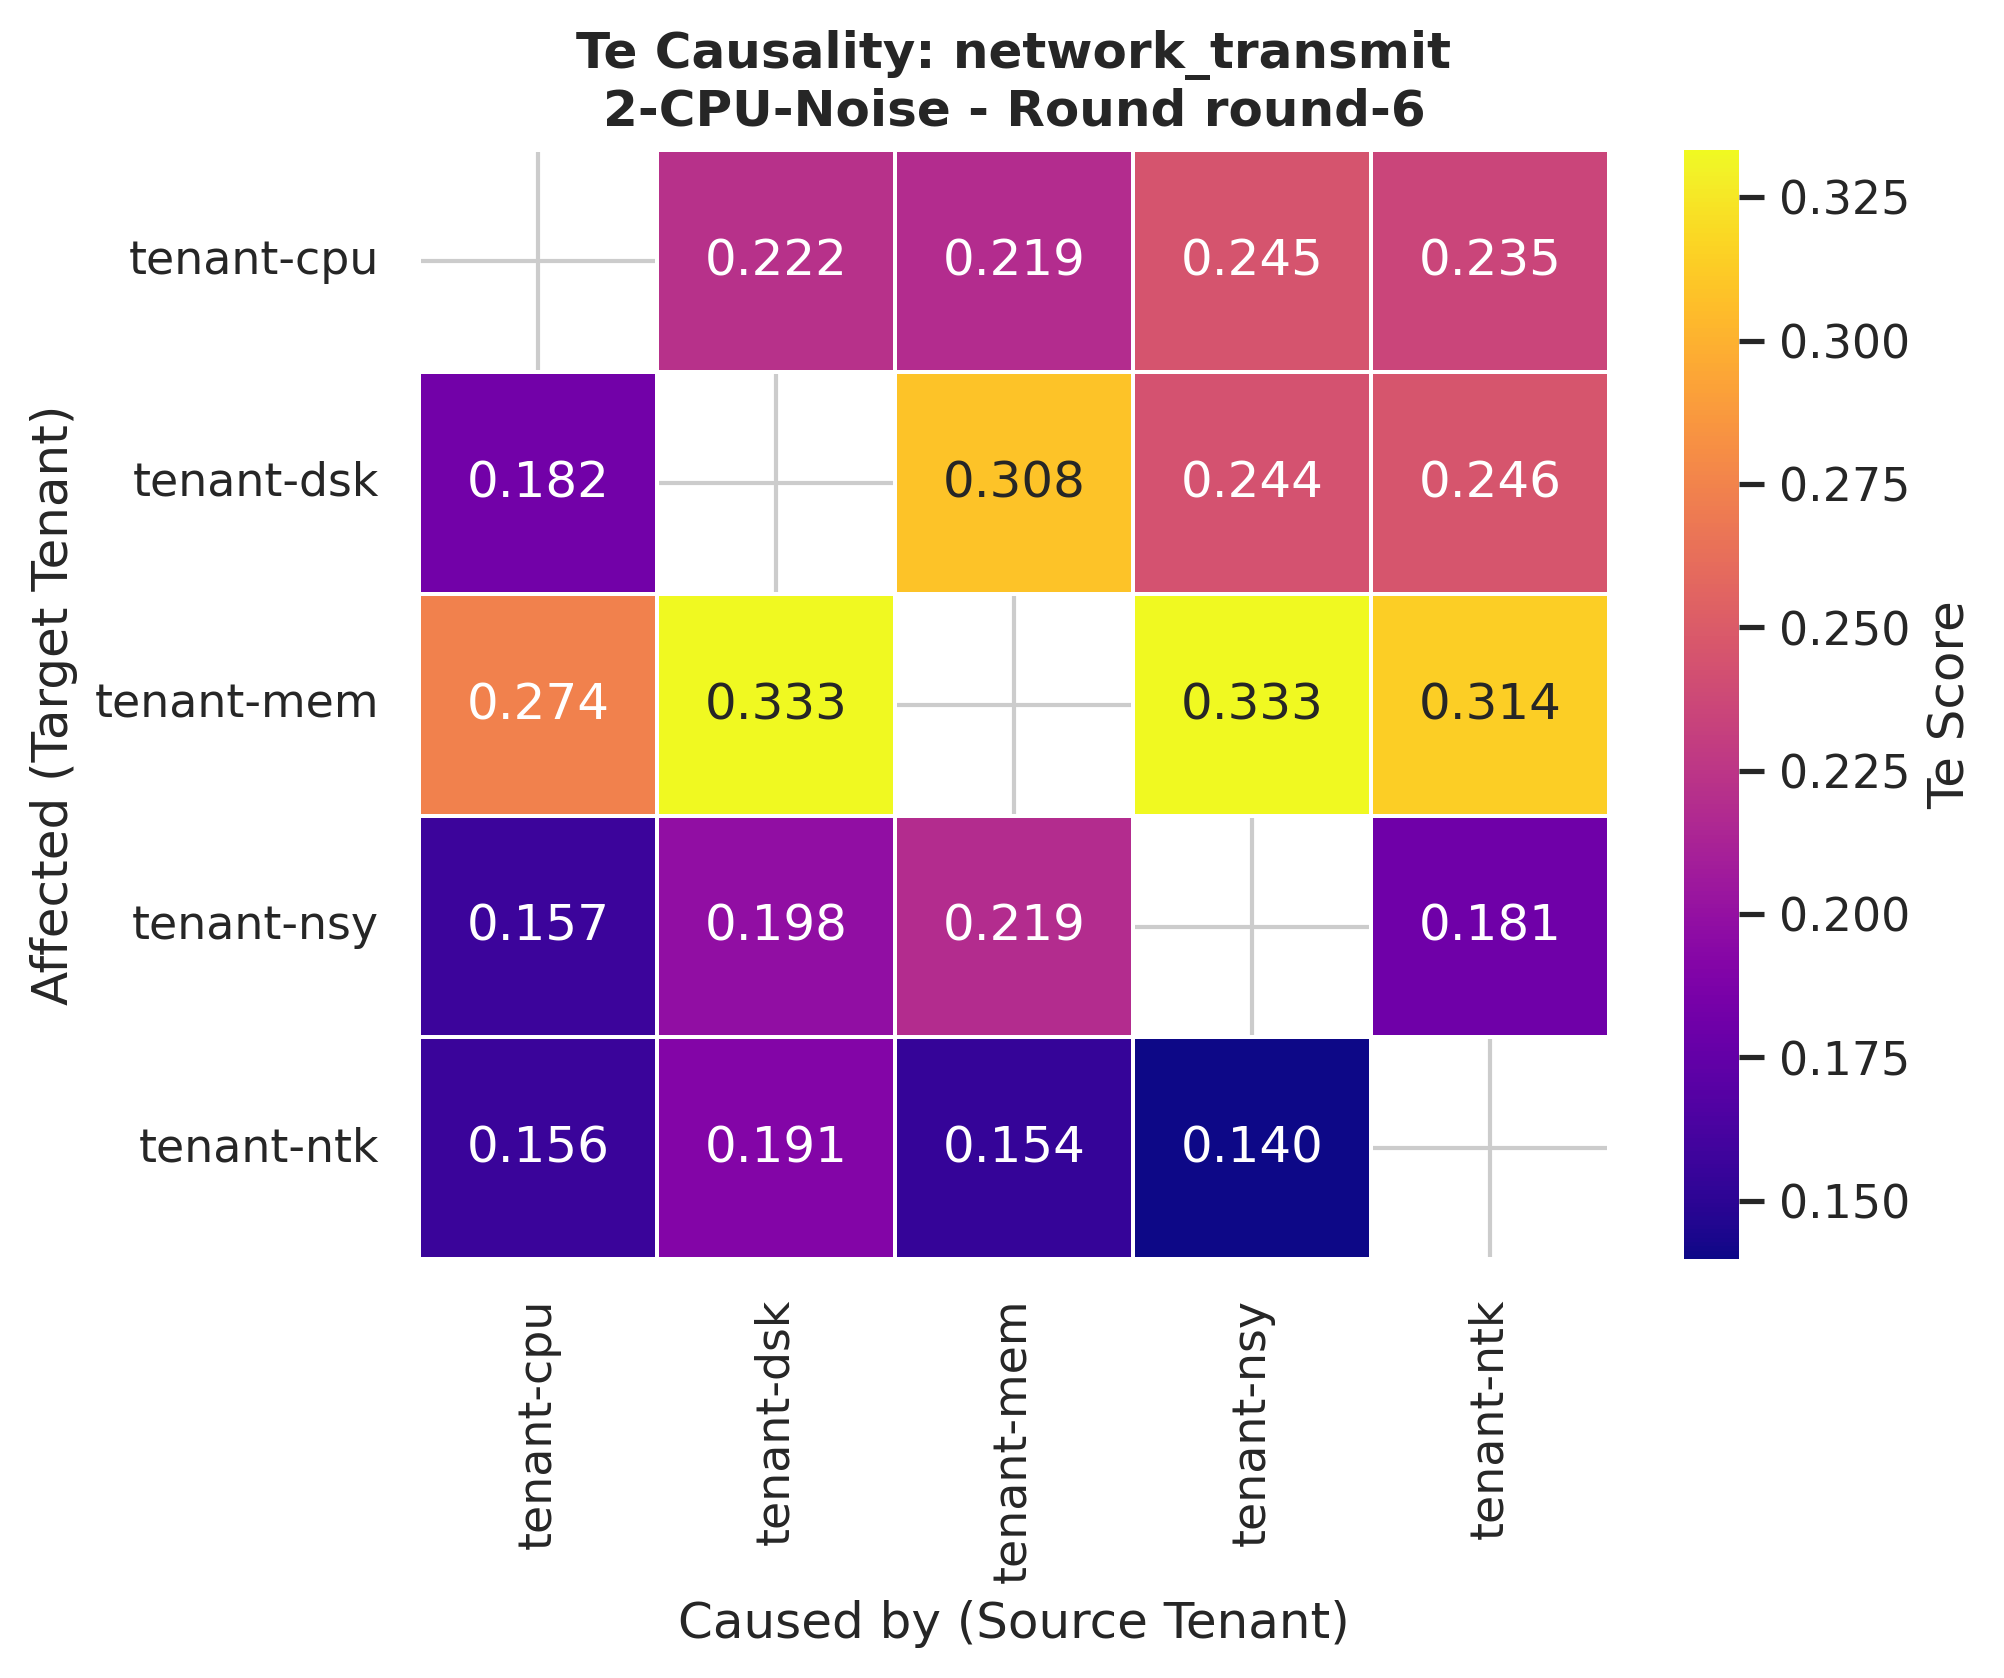 Te Causality: network_transmit
2-CPU-Noise - Round round-6
Affected (Target Tenant)
tenant-cpu 0.222 0.219 0.245 0.235
tenant-dsk 0.182 0.308 0.244 0.246
tenant-mem 0.274 0.333 0.333 0.314
tenant-nsy 0.157 0.198 0.219 0.181
tenant-ntk 0.156 0.191 0.154 0.140
tenant-cpu tenant-dsk tenant-mem tenant-nsy tenant-ntk
Caused by (Source Tenant)
0.325
0.300
0.275
0.250
0.225
0.200
0.175
0.150
Te Score